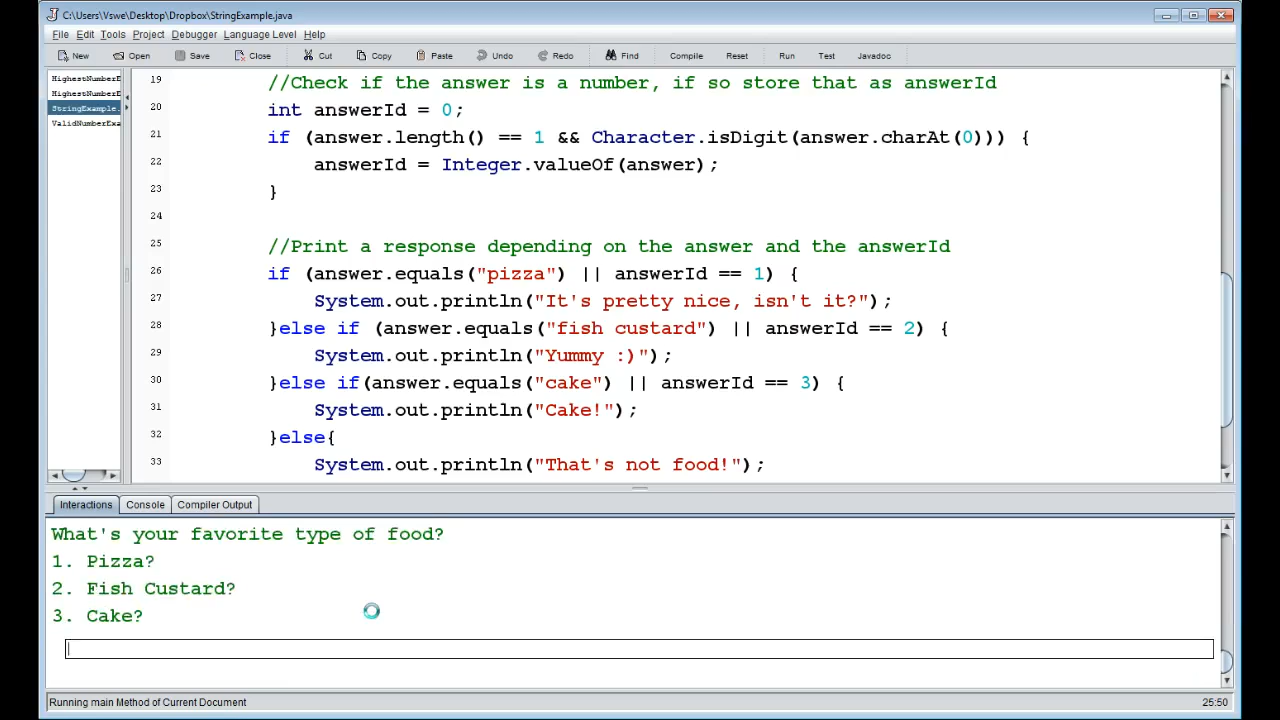 C:\Users\Vswe\Desktop\Dropbox\StringExample.java
File Edit Tools Project Debugger Language Level Help
New Open Save Close Cut Copy Paste Undo Redo Find Compile Reset Run Test Javadoc
HighestNumberE
HighestNumberE
StringExample.
ValidNumberExa
19 //Check if the answer is a number, if so store that as answerId
20 int answerId = 0;
21 if (answer.length() == 1 && Character.isDigit(answer.charAt(0))) {
22 answerId = Integer.valueOf(answer);
23 }
24
25 //Print a response depending on the answer and the answerId
26 if (answer.equals("pizza") || answerId == 1) {
27 System.out.println("It's pretty nice, isn't it?");
28 }else if (answer.equals("fish custard") || answerId == 2) {
29 System.out.println("Yummy :)");
30 }else if(answer.equals("cake") || answerId == 3) {
31 System.out.println("Cake!");
32 }else{
33 System.out.println("That's not food!");
Interactions Console Compiler Output
What's your favorite type of food?
1. Pizza?
2. Fish Custard?
3. Cake?
Running main Method of Current Document 25:50